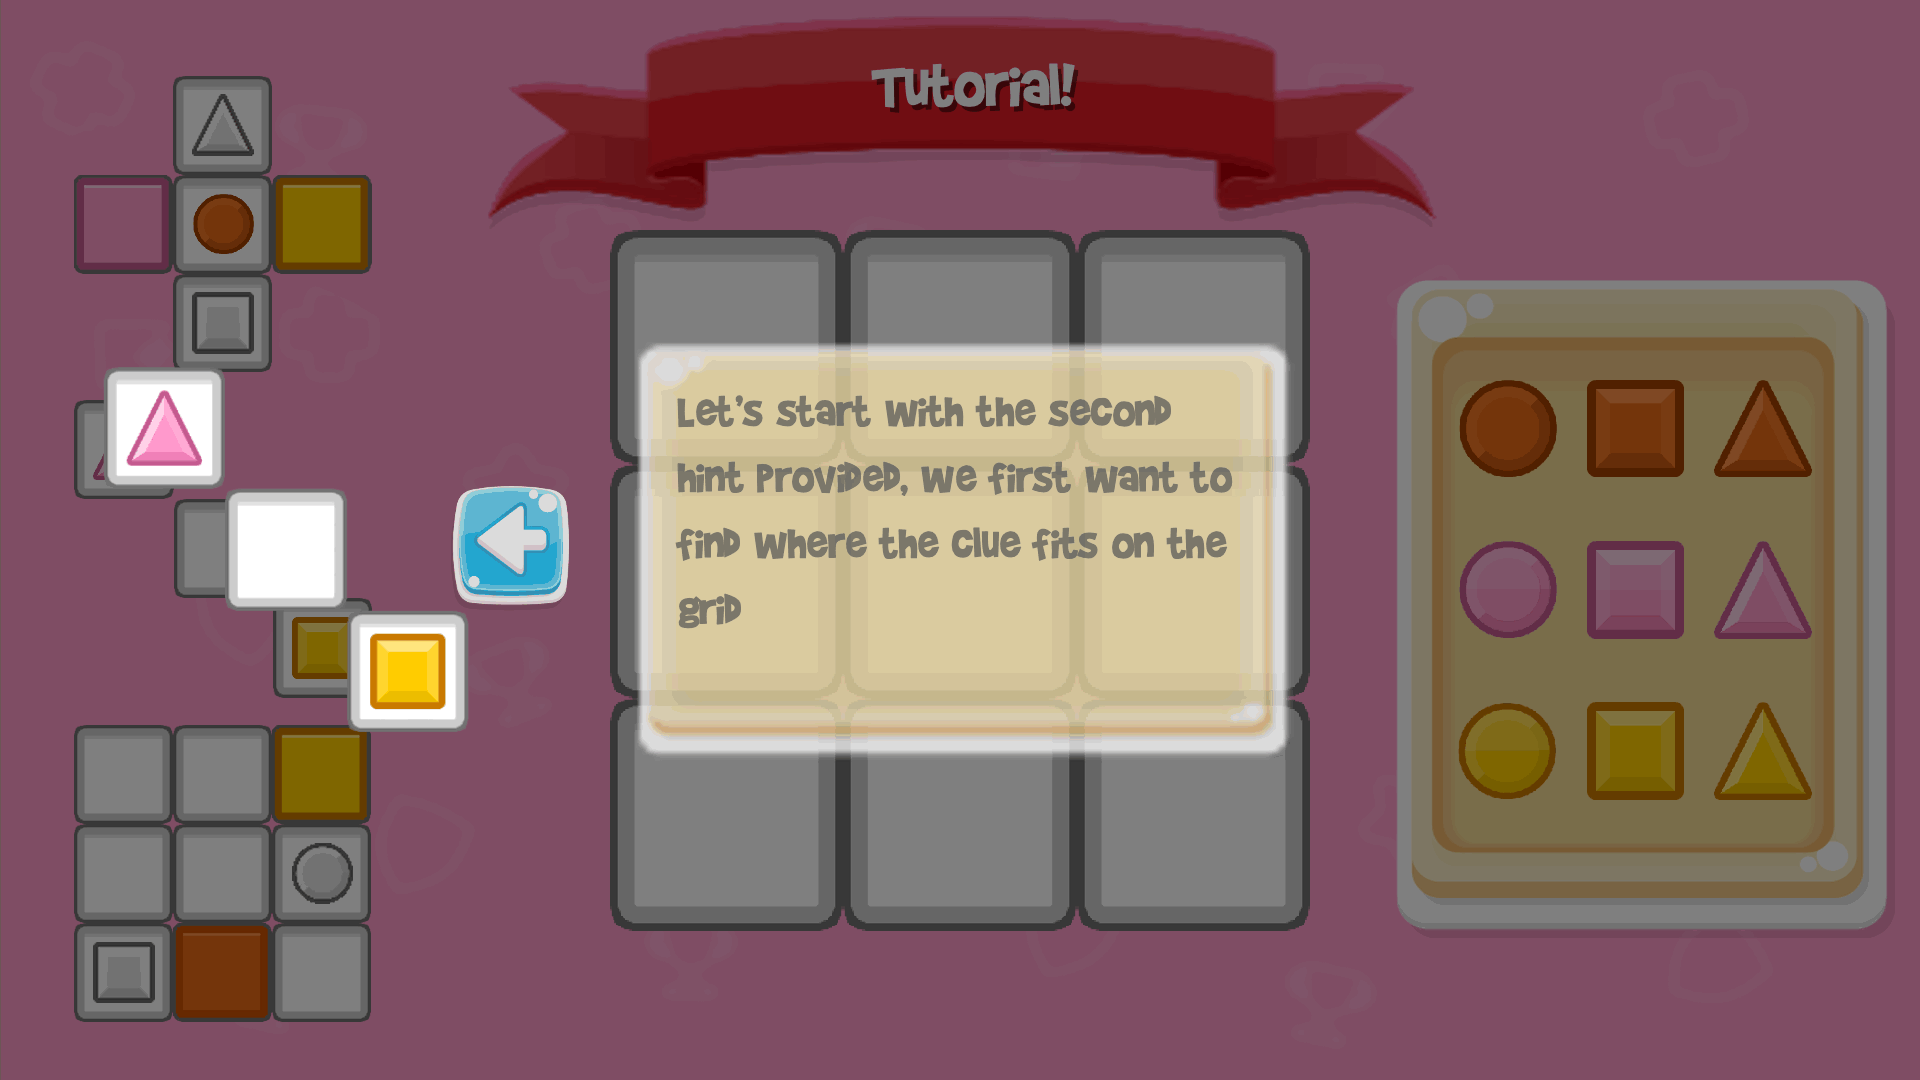 Tutorial!
Let's start with the second
hint provided, we first want to
find where the clue fits on the
grid